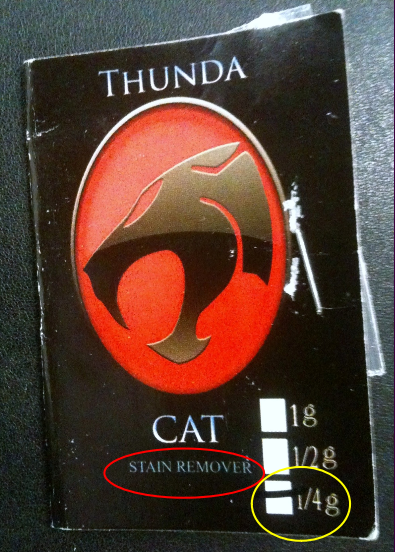 THUNDA
CAT
STAIN REMOVER
1g
1/2g
1/4g